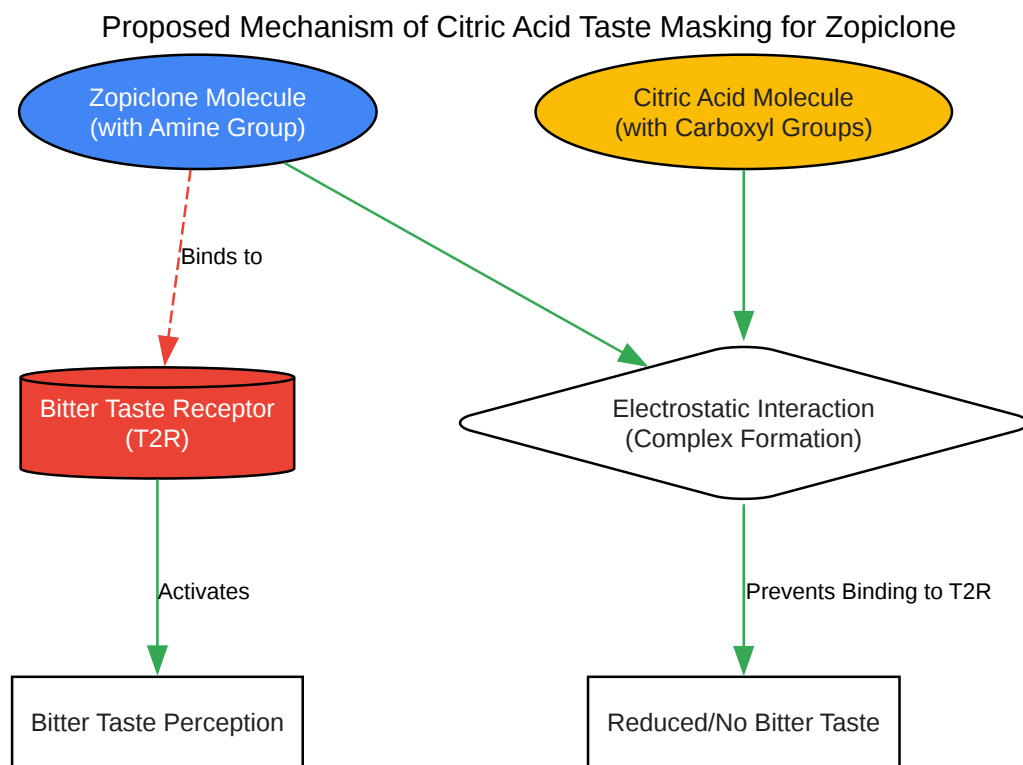 Proposed Mechanism of Citric Acid Taste Masking for Zopiclone
Zopiclone Molecule
(with Amine Group)
Citric Acid Molecule
(with Carboxyl Groups)
Binds to
Bitter Taste Receptor
(T2R)
Electrostatic Interaction
(Complex Formation)
Activates
Prevents Binding to T2R
Bitter Taste Perception
Reduced/No Bitter Taste